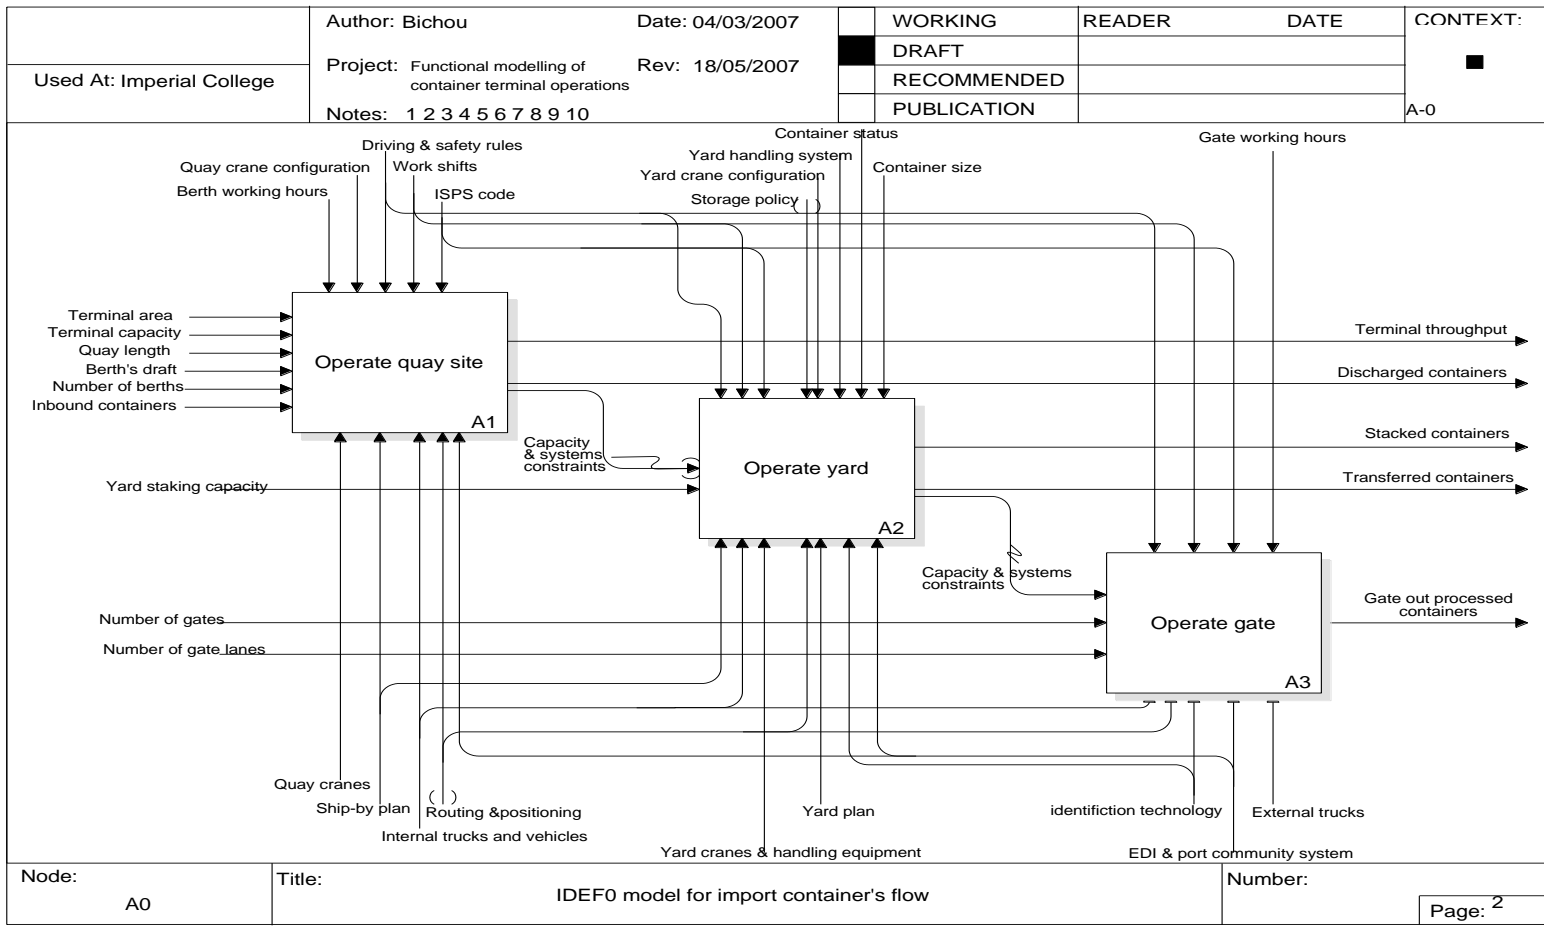 Used At: Imperial College
Author: Bichou
Date: 04/03/2007
Project: Functional modelling of
container terminal operations
Rev: 18/05/2007
Notes: 1 2 3 4 5 6 7 8 9 10
WORKING
DRAFT
RECOMMENDED
PUBLICATION
READER DATE
CONTEXT:
A-0
Driving & safety rules
Quay crane configuration
Work shifts
Berth working hours
ISPS code
Container status
Yard handling system
Yard crane configuration
Container size
Storage policy
Gate working hours
Terminal area
Terminal capacity
Quay length
Berth's draft
Number of berths
Inbound containers
Operate quay site
A1
Terminal throughput
Discharged containers
Capacity
& systems
constraints
Yard staking capacity
Operate yard
A2
Stacked containers
Transferred containers
Capacity & systems
constraints
Number of gates
Number of gate lanes
Operate gate
A3
Gate out processed
containers
Quay cranes
Ship-by plan
Routing &positioning
Internal trucks and vehicles
Yard plan
Yard cranes & handling equipment
identifiction technology
External trucks
EDI & port community system
Node:
A0
Title:
IDEF0 model for import container's flow
Number:
Page: 2